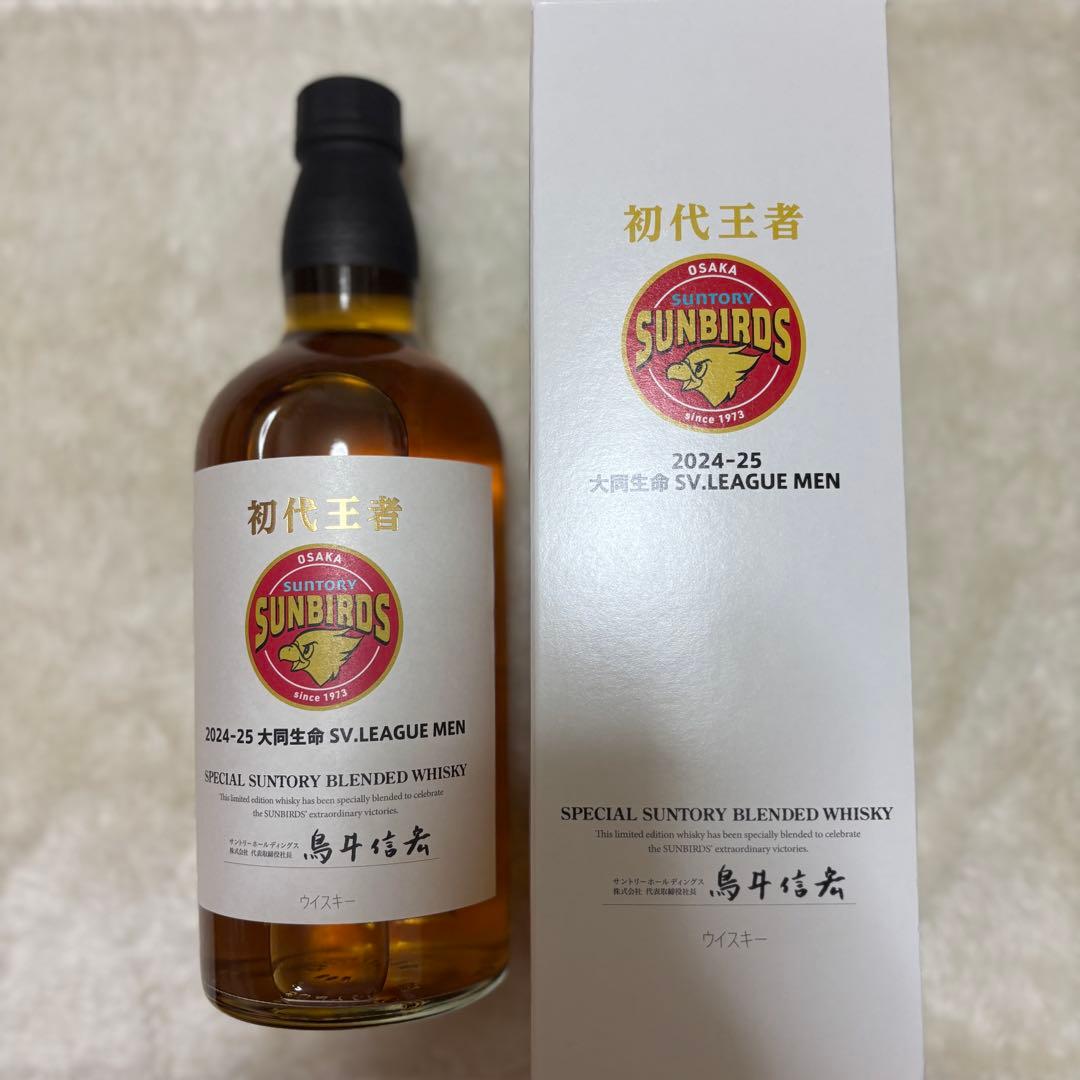 初代王者
OSAKA
SUNTORY
SUNBIRDS
since 1973
2024-25 大同生命 SV.LEAGUE MEN
SPECIAL SUNTORY BLENDED WHISKY
This limited edition whisky has been specially blended to celebrate
the SUNBIRDS' extraordinary victories.
サントリーホールディングス
株式会社 代表取締役社長
鳥井信宏
ウイスキー
初代王者
OSAKA
SUNTORY
SUNBIRDS
since 1973
2024-25
大同生命 SV.LEAGUE MEN
SPECIAL SUNTORY BLENDED WHISKY
This limited edition whisky has been specially blended to celebrate
the SUNBIRDS' extraordinary victories.
サントリーホールディングス
株式会社 代表取締役社長
鳥井信宏
ウイスキー